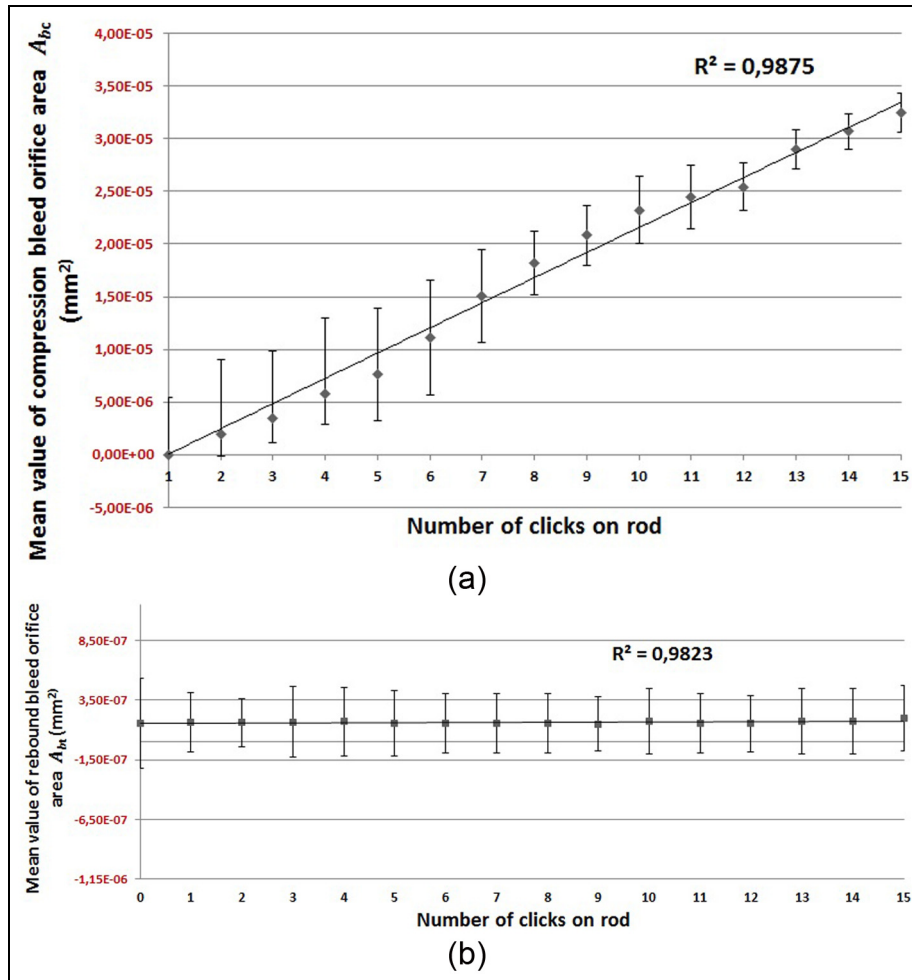 Mean value of compression bleed orifice area A_bc
(mm²)
4,00E-05
3,50E-05
3,00E-05
2,50E-05
2,00E-05
1,50E-05
1,00E-05
5,00E-06
0,00E+00
-5,00E-06
R² = 0,9875
1 2 3 4 5 6 7 8 9 10 11 12 13 14 15
Number of clicks on rod
(a)
Mean value of rebound bleed orifice
area A_bt (mm²)
8,50E-07
3,50E-07
-1,50E-07
-6,50E-07
-1,15E-06
R² = 0,9823
0 1 2 3 4 5 6 7 8 9 10 11 12 13 14 15
Number of clicks on rod
(b)